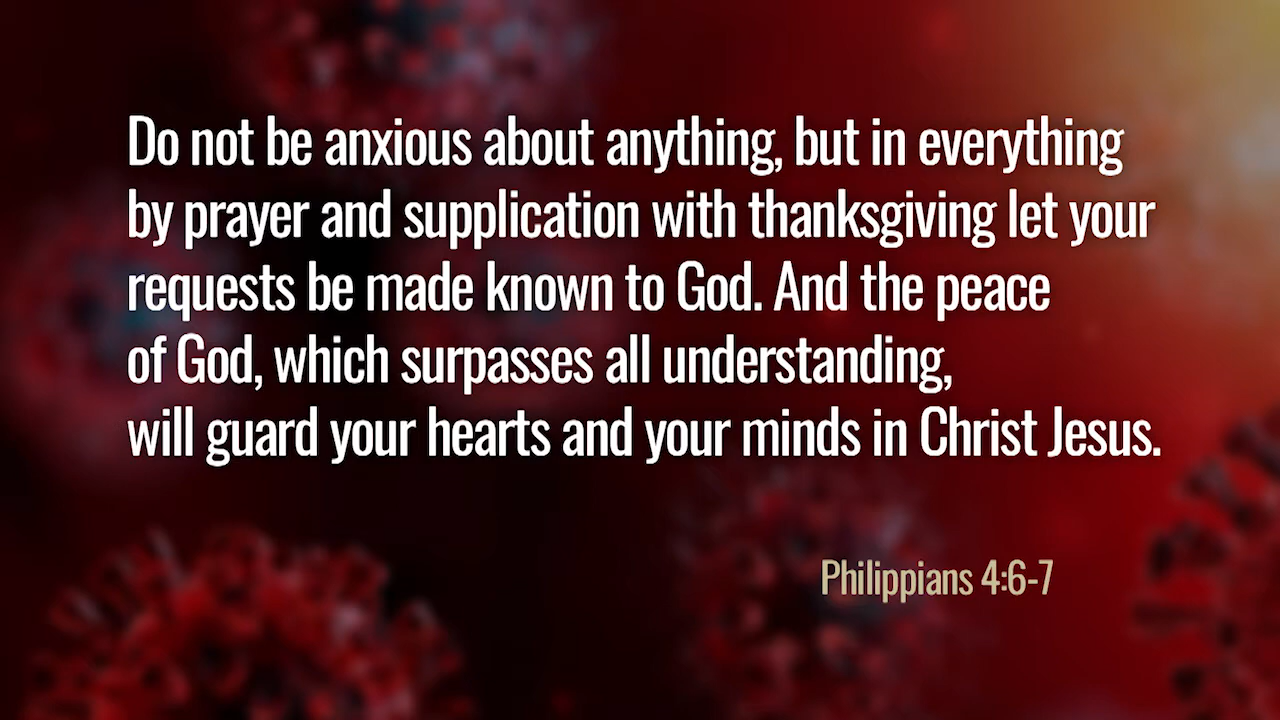 Do not be anxious about anything, but in everything
by prayer and supplication with thanksgiving let your
requests be made known to God. And the peace
of God, which surpasses all understanding,
will guard your hearts and your minds in Christ Jesus.
Philippians 4:6-7